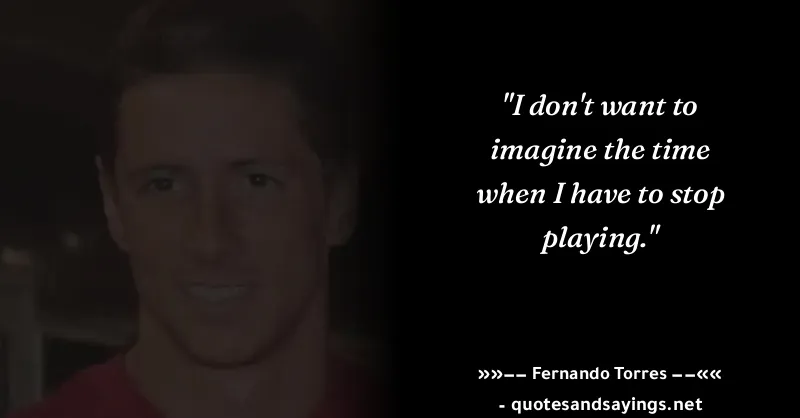 "I don't want to
imagine the time
when I have to stop
playing."
»»–– Fernando Torres ––««
- quotesandsayings.net